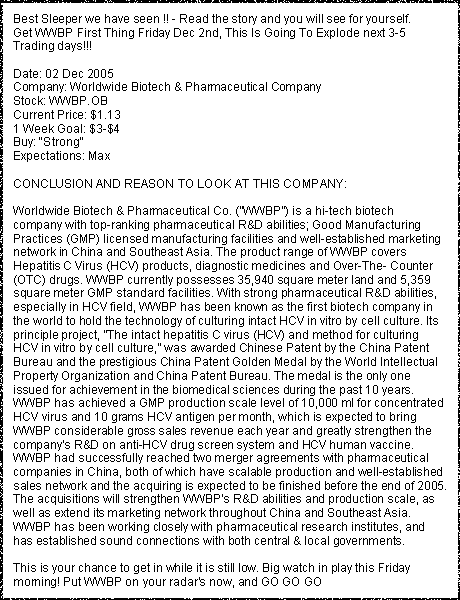 Best Sleeper we have seen !! - Read the story and you will see for yourself.
Get WWBP First Thing Friday Dec 2nd, This Is Going To Explode next 3-5
Trading days!!!
Date: 02 Dec 2005
Company: Worldwide Biotech & Pharmaceutical Company
Stock: WWBP.OB
Current Price: $1.13
1 Week Goal: $3-$4
Buy: "Strong"
Expectations: Max
CONCLUSION AND REASON TO LOOK AT THIS COMPANY:
Worldwide Biotech & Pharmaceutical Co. ("WWBP") is a hi-tech biotech
company with top-ranking pharmaceutical R&D abilities; Good Manufacturing
Practices (GMP) licensed manufacturing facilities and well-established marketing
network in China and Southeast Asia. The product range of WWBP covers
Hepatitis C Virus (HCV) products, diagnostic medicines and Over-The- Counter
(OTC) drugs. WWBP currently possesses 35,940 square meter land and 5,359
square meter GMP standard facilities. With strong pharmaceutical R&D abilities,
especially in HCV field, WWBP has been known as the first biotech company in
the world to hold the technology of culturing intact HCV in vitro by cell culture. Its
principle project, "The intact hepatitis C virus (HCV) and method for culturing
HCV in vitro by cell culture," was awarded Chinese Patent by the China Patent
Bureau and the prestigious China Patent Golden Medal by the World Intellectual
Property Organization and China Patent Bureau. The medal is the only one
issued for achievement in the biomedical sciences during the past 10 years.
WWBP has achieved a GMP production scale level of 10,000 ml for concentrated
HCV virus and 10 grams HCV antigen per month, which is expected to bring
WWBP considerable gross sales revenue each year and greatly strengthen the
company's R&D on anti-HCV drug screen system and HCV human vaccine.
WWBP had successfully reached two merger agreements with pharmaceutical
companies in China, both of which have scalable production and well-established
sales network and the acquiring is expected to be finished before the end of 2005.
The acquisitions will strengthen WWBP's R&D abilities and production scale, as
well as extend its marketing network throughout China and Southeast Asia.
WWBP has been working closely with pharmaceutical research institutes, and
has established sound connections with both central & local governments.
This is your chance to get in while it is still low. Big watch in play this Friday
morning! Put WWBP on your radar's now, and GO GO GO